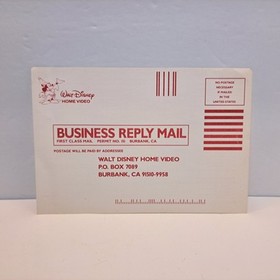 Walt Disney
HOME VIDEO
NO POSTAGE
NECESSARY
IF MAILED
IN THE
UNITED STATES
BUSINESS REPLY MAIL
FIRST CLASS MAIL PERMIT NO. 10 BURBANK, CA
POSTAGE WILL BE PAID BY ADDRESSEE
WALT DISNEY HOME VIDEO
P.O. BOX 7089
BURBANK, CA 91510-9958